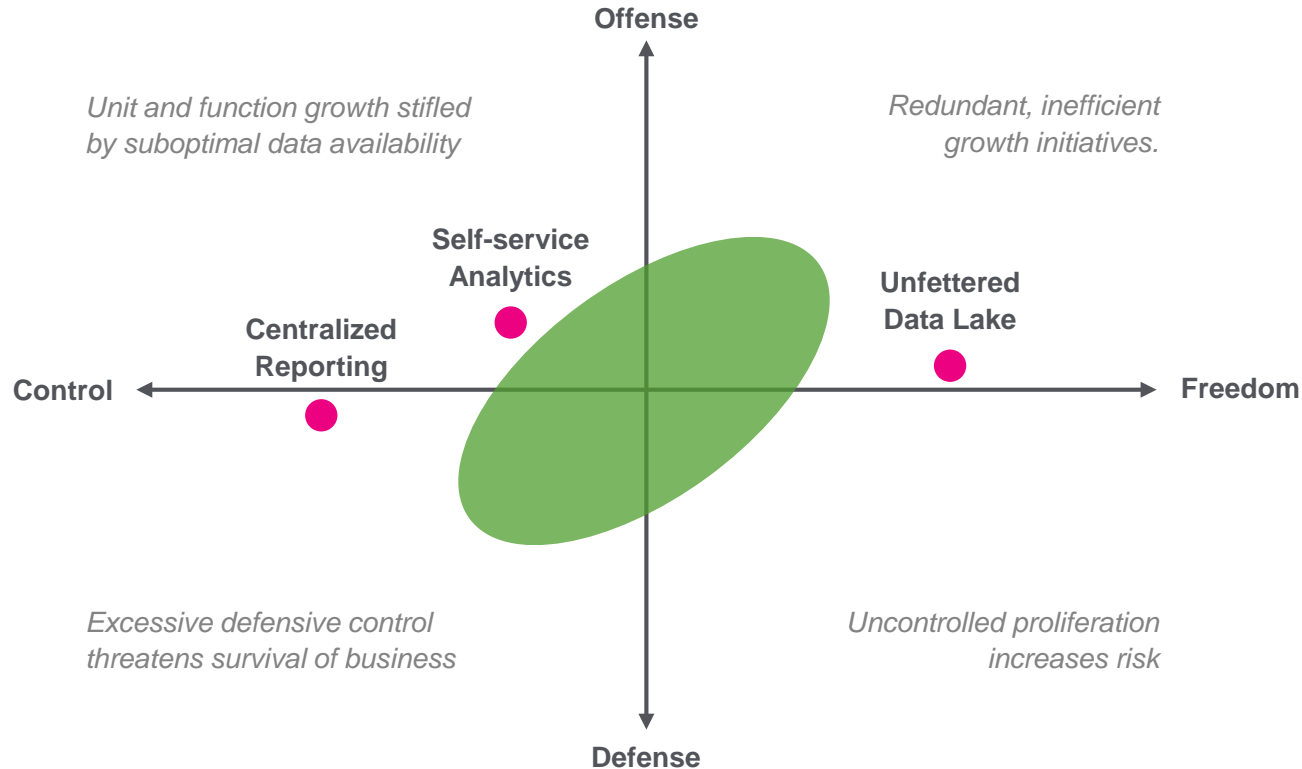 Offense
Unit and function growth stifled
by suboptimal data availability
Redundant, inefficient
growth initiatives.
Self-service
Analytics
Unfettered
Data Lake
Centralized
Reporting
Control
Freedom
Excessive defensive control
threatens survival of business
Uncontrolled proliferation
increases risk
Defense